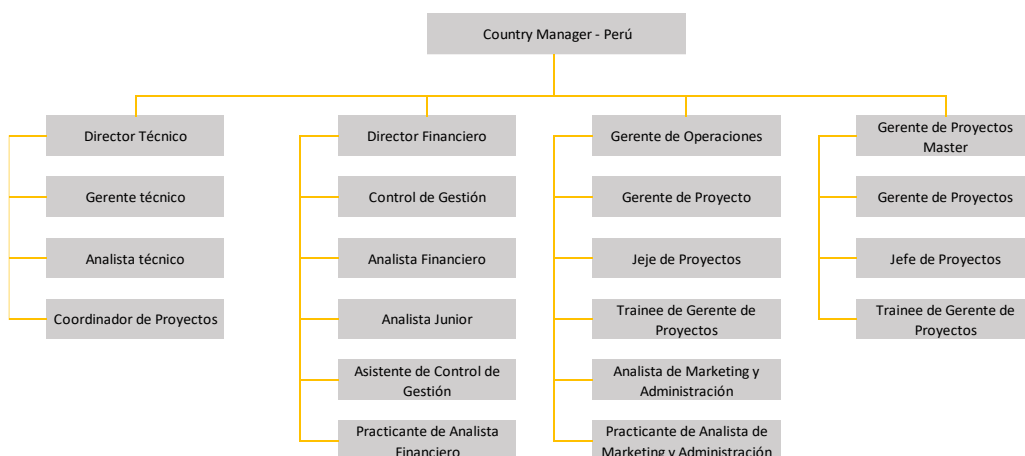 Country Manager - Perú
Director Técnico
Gerente técnico
Analista técnico
Coordinador de Proyectos
Director Financiero
Control de Gestión
Analista Financiero
Analista Junior
Asistente de Control de
Gestión
Practicante de Analista
Financiero
Gerente de Operaciones
Gerente de Proyecto
Jeje de Proyectos
Trainee de Gerente de
Proyectos
Analista de Marketing y
Administración
Practicante de Analista de
Marketing y Administración
Gerente de Proyectos
Master
Gerente de Proyectos
Jefe de Proyectos
Trainee de Gerente de
Proyectos